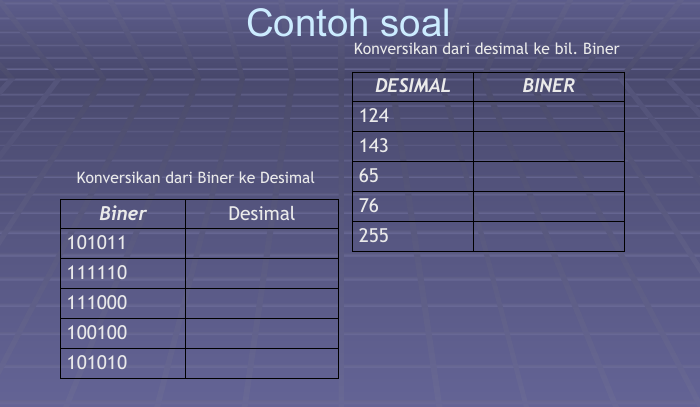 Contoh soal
Konversikan dari desimal ke bil. Biner
DESIMAL BINER
124
143
65
76
255
Konversikan dari Biner ke Desimal
Biner Desimal
101011
111110
111000
100100
101010